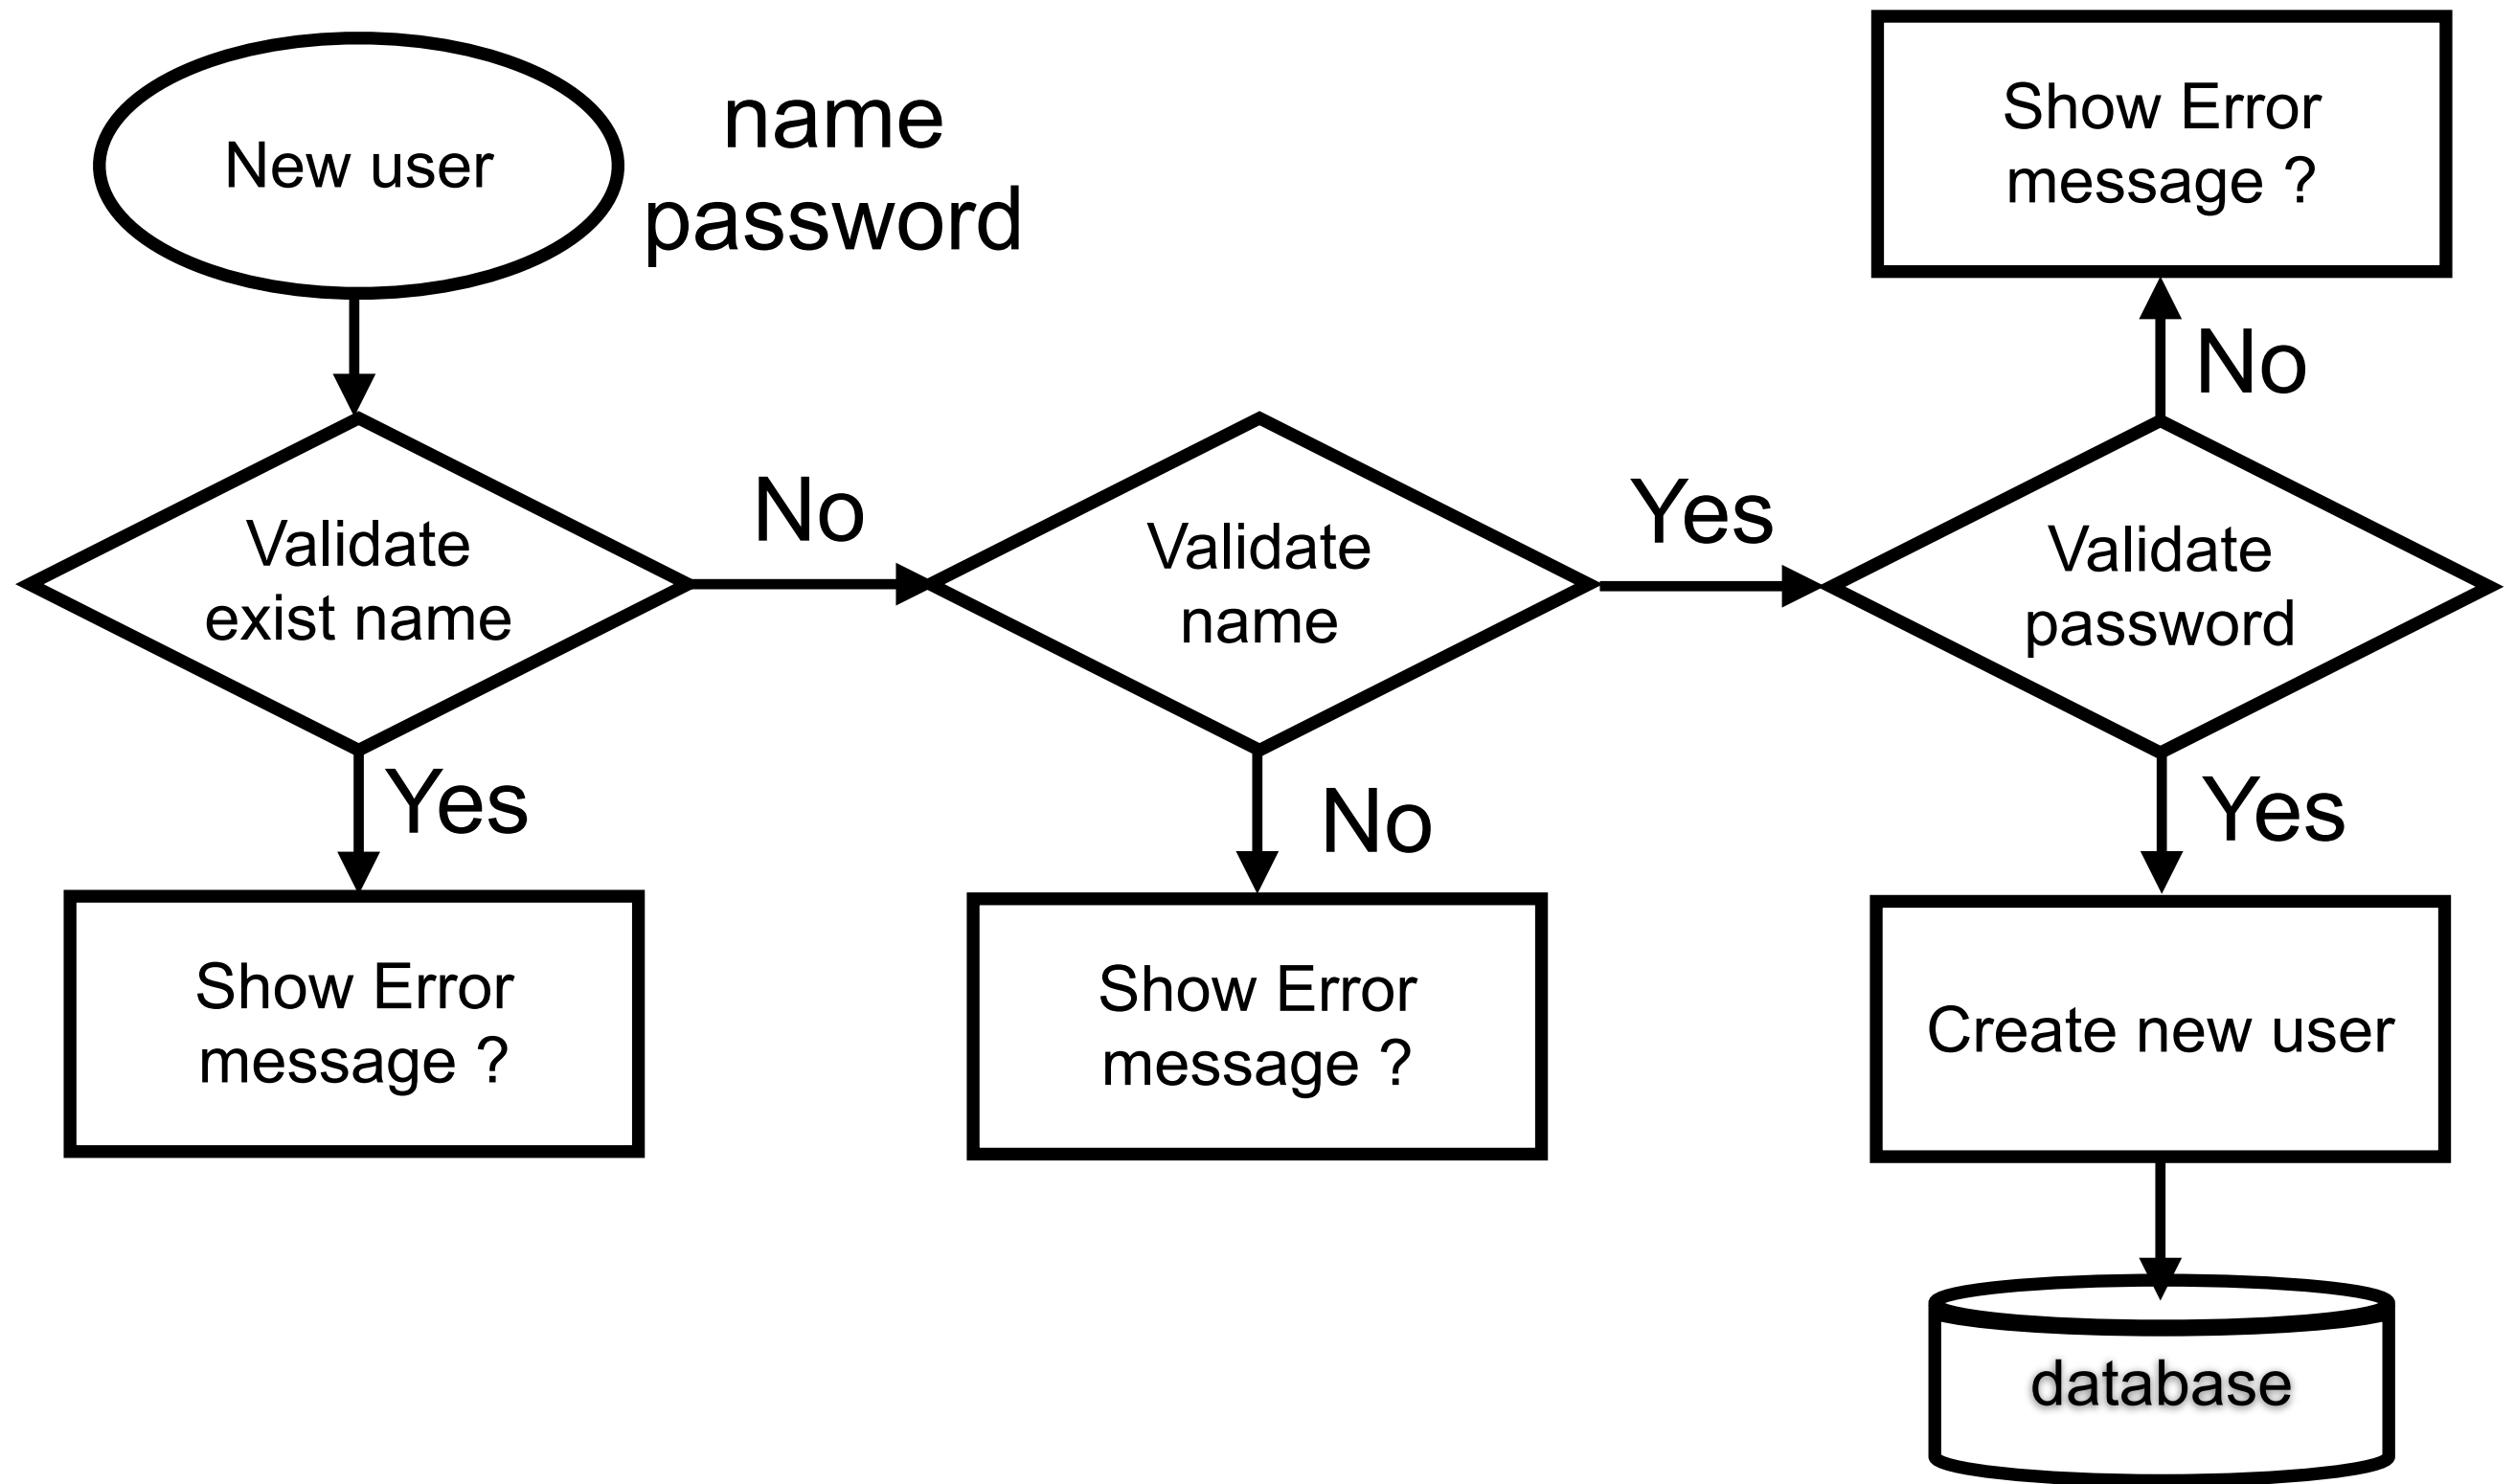 New user
name
password
Show Error
message ?
No
Validate
exist name
No
Validate
name
Yes
Validate
password
Yes
No
Yes
Show Error
message ?
Show Error
message ?
Create new user
database